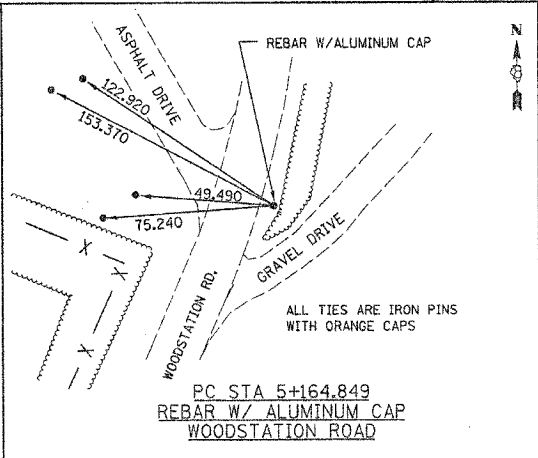 REBAR W/ALUMINUM CAP
N
ASPHALT DRIVE
122.920
153.370
49.490
75.240
X
X
X
GRAVEL DRIVE
WOODSTATION RD.
ALL TIES ARE IRON PINS
WITH ORANGE CAPS
PC STA 5+164.849
REBAR W/ ALUMINUM CAP
WOODSTATION ROAD